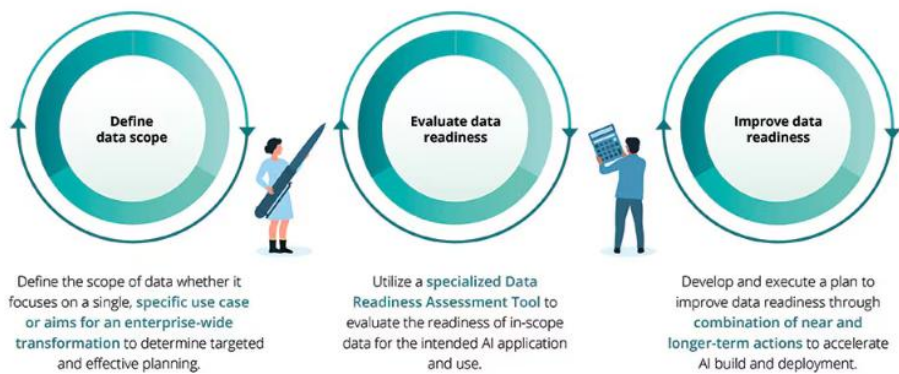 Define
data scope
Evaluate data
readiness
Improve data
readiness
Define the scope of data whether it
focuses on a single, specific use case
or aims for an enterprise-wide
transformation to determine targeted
and effective planning.
Utilize a specialized Data
Readiness Assessment Tool to
evaluate the readiness of in-scope
data for the intended AI application
and use.
Develop and execute a plan to
improve data readiness through
combination of near and
longer-term actions to accelerate
AI build and deployment.